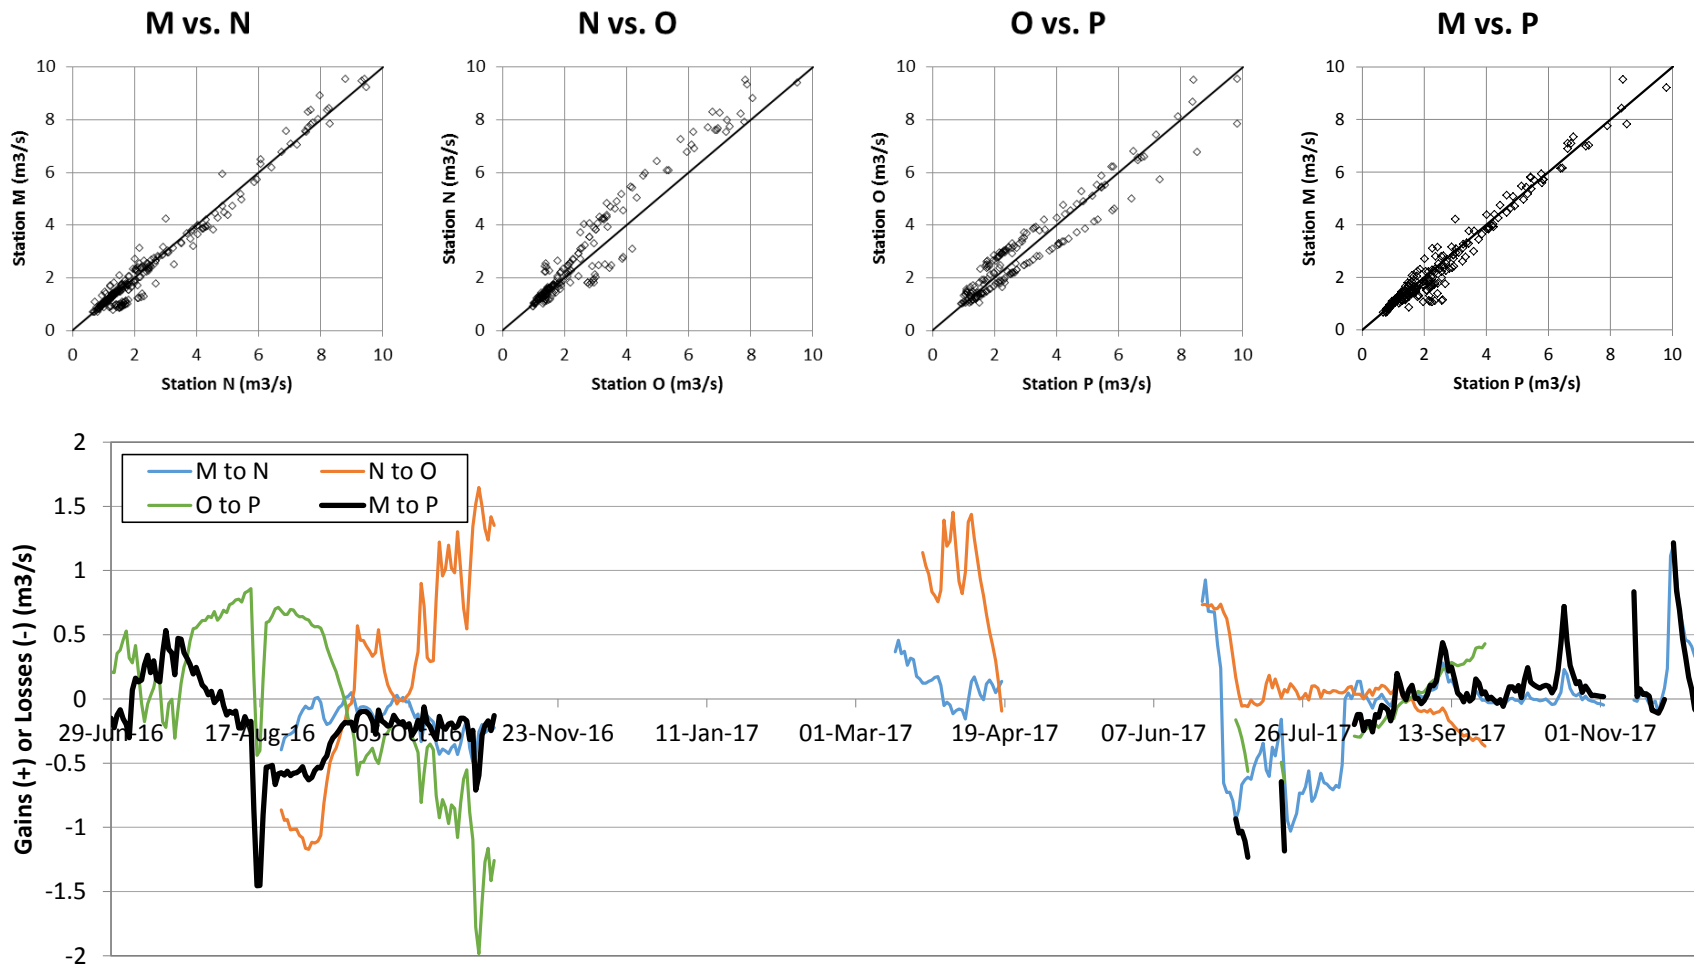 M vs. N
N vs. O
O vs. P
M vs. P
10
8
6
4
2
0
Station M (m3/s)
0 2 4 6 8 10
Station N (m3/s)
10
8
6
4
2
0
Station N (m3/s)
0 2 4 6 8 10
Station O (m3/s)
10
8
6
4
2
0
Station O (m3/s)
0 2 4 6 8 10
Station P (m3/s)
10
8
6
4
2
0
Station M (m3/s)
0 2 4 6 8 10
Station P (m3/s)
Gains (+) or Losses (-) (m3/s)
2
1.5
1
0.5
0
-0.5
-1
-1.5
-2
M to N
N to O
O to P
M to P
29-Jun-16 17-Aug-16 05-Oct-16 23-Nov-16 11-Jan-17 01-Mar-17 19-Apr-17 07-Jun-17 26-Jul-17 13-Sep-17 01-Nov-17